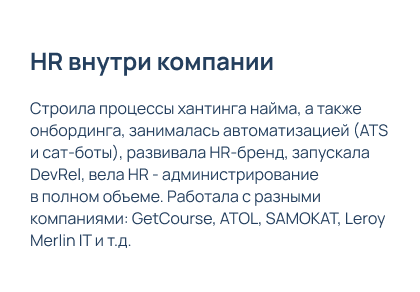 HR внутри компании
Строила процессы хантинга найма, а также
онбординга, занималась автоматизацией (ATS
и сат-боты), развивала HR-бренд, запускала
DevRel, вела HR - администрирование
в полном объеме. Работала с разными
компаниями: GetCourse, ATOL, SAMOKAT, Leroy
Merlin IT и т.д.